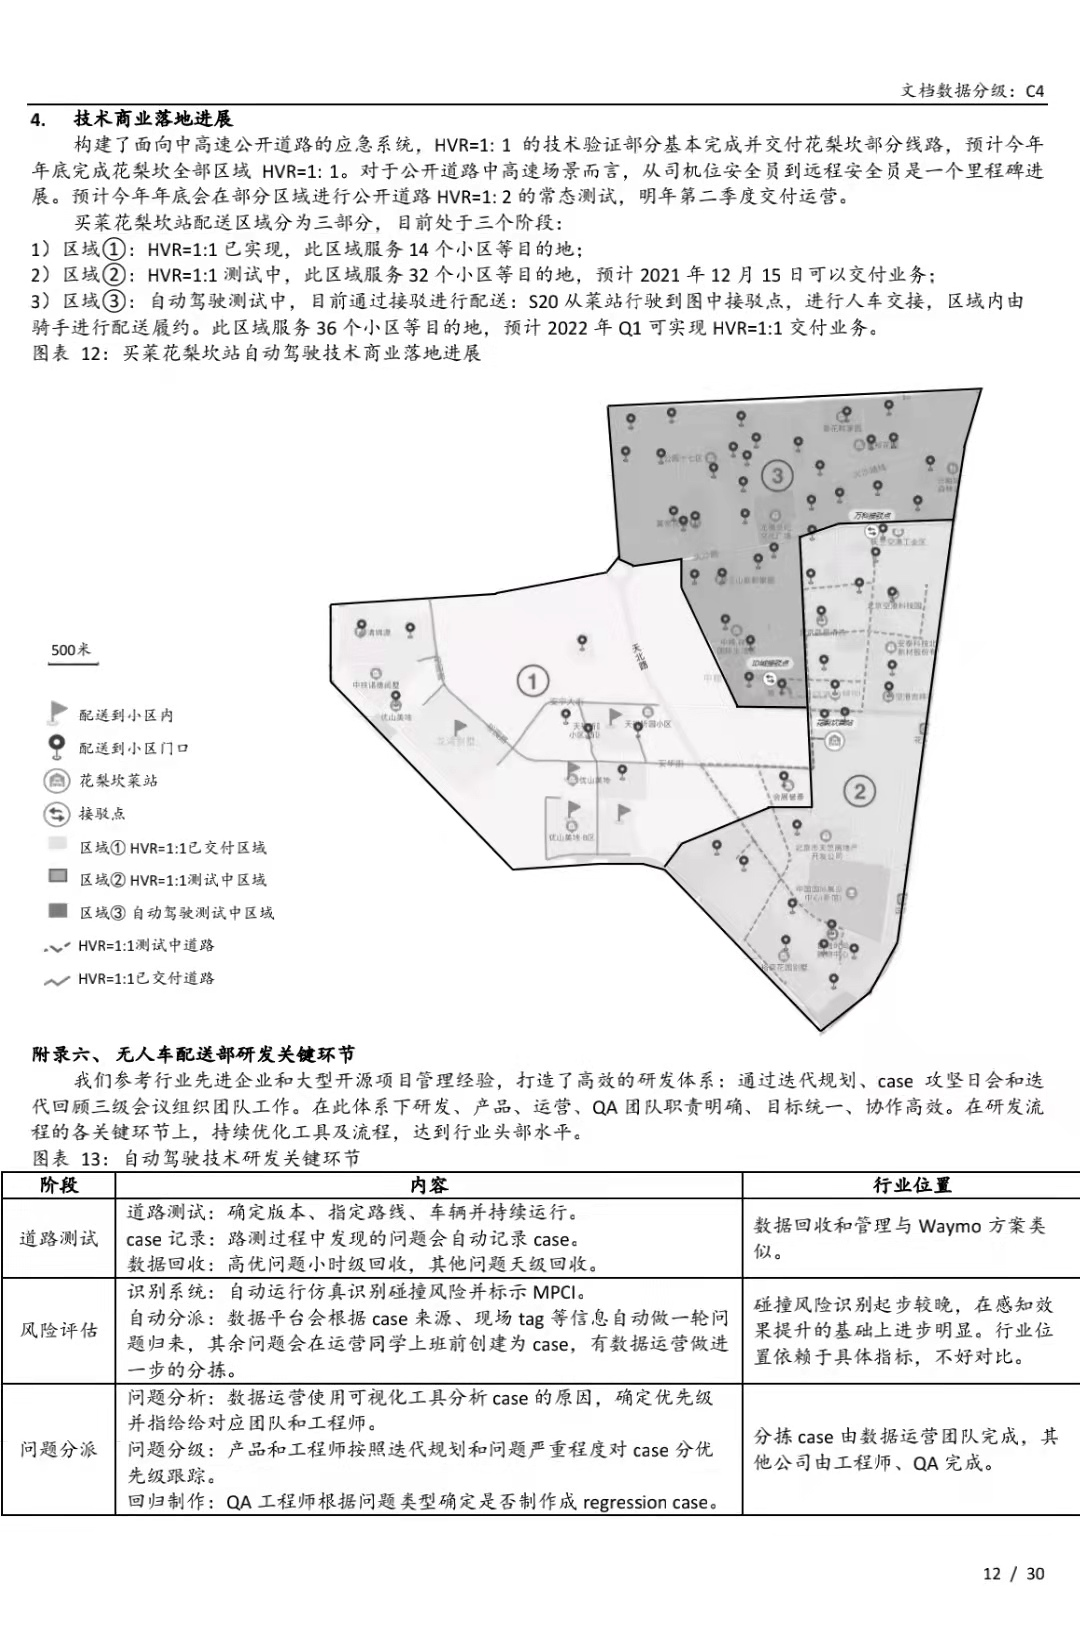 文档数据分级：C4
4. 技术商业落地进展
构建了面向中高速公开道路的应急系统，HVR=1: 1 的技术验证部分基本完成并交付花梨坎部分线路，预计今年
年底完成花梨坎全部区域 HVR=1: 1。对于公开道路中高速场景而言，从司机位安全员到远程安全员是一个里程碑进
展。预计今年年底会在部分区域进行公开道路 HVR=1: 2 的常态测试，明年第二季度交付运营。
买菜花梨坎站配送区域分为三部分，目前处于三个阶段：
1）区域①：HVR=1:1 已实现，此区域服务 14 个小区等目的地；
2）区域②：HVR=1:1 测试中，此区域服务 32 个小区等目的地，预计 2021 年 12 月 15 日可以交付业务；
3）区域③：自动驾驶测试中，目前通过接驳进行配送：S20 从菜站行驶到图中接驳点，进行人车交接，区域内由
骑手进行配送履约。此区域服务 36 个小区等目的地，预计 2022 年 Q1 可实现 HVR=1:1 交付业务。
图表 12：买菜花梨坎站自动驾驶技术商业落地进展
③
万科接驳点
500米
天北路
①
安宁大街
优山美地
安华街
②
配送到小区内
配送到小区门口
花梨坎菜站
接驳点
区域① HVR=1:1已交付区域
区域② HVR=1:1测试中区域
区域③ 自动驾驶测试中区域
HVR=1:1测试中道路
HVR=1:1已交付道路
附录六、 无人车配送部研发关键环节
我们参考行业先进企业和大型开源项目管理经验，打造了高效的研发体系：通过迭代规划、case 攻坚日会和迭
代回顾三级会议组织团队工作。在此体系下研发、产品、运营、QA 团队职责明确、目标统一、协作高效。在研发流
程的各关键环节上，持续优化工具及流程，达到行业头部水平。
图表 13：自动驾驶技术研发关键环节
阶段 内容 行业位置
道路测试
道路测试：确定版本、指定路线、车辆并持续运行。
case 记录：路测过程中发现的问题会自动记录 case。
数据回收：高优问题小时级回收，其他问题天级回收。
数据回收和管理与 Waymo 方案类
似。
风险评估
识别系统：自动运行仿真识别碰撞风险并标示 MPCI。
自动分派：数据平台会根据 case 来源、现场 tag 等信息自动做一轮问
题归来，其余问题会在运营同学上班前创建为 case，有数据运营做进
一步的分拣。
碰撞风险识别起步较晚，在感知效
果提升的基础上进步明显。行业位
置依赖于具体指标，不好对比。
问题分派
问题分析：数据运营使用可视化工具分析 case 的原因，确定优先级
并指给给对应团队和工程师。
问题分级：产品和工程师按照迭代规划和问题严重程度对 case 分优
先级跟踪。
回归制作：QA 工程师根据问题类型确定是否制作成 regression case。
分拣 case 由数据运营团队完成，其
他公司由工程师、QA 完成。
12 / 30